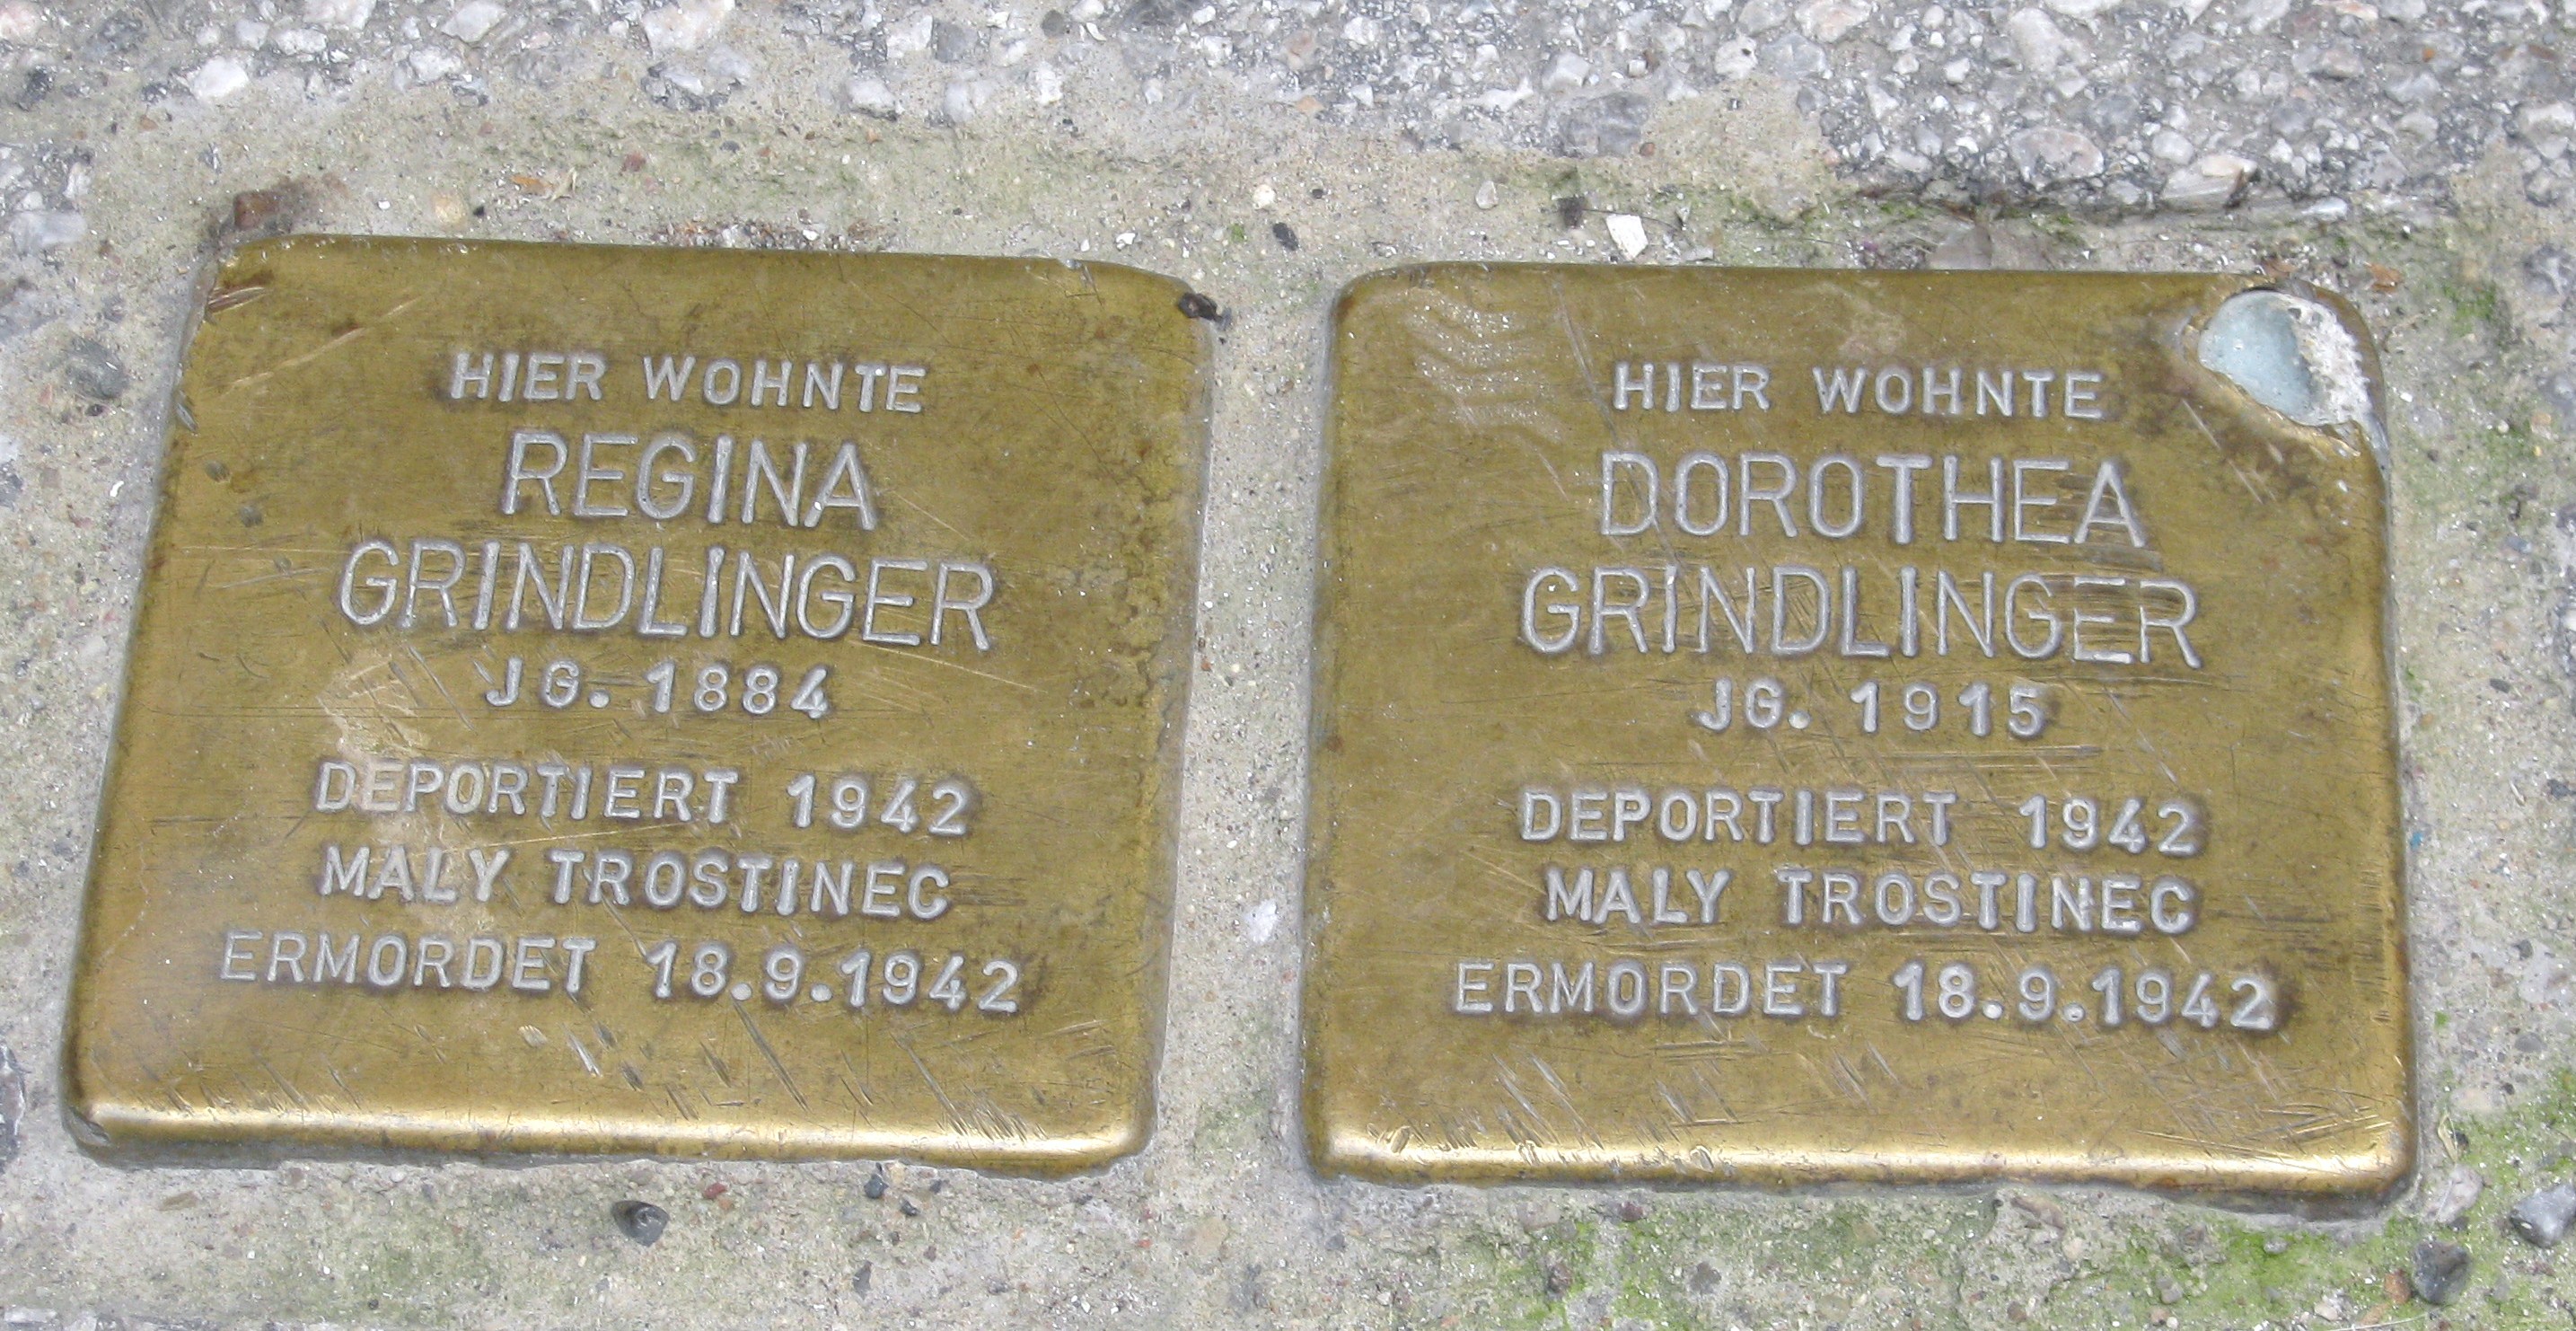 HIER WOHNTE
REGINA
GRINDLINGER
JG. 1884
DEPORTIERT 1942
MALY TROSTINEC
ERMORDET 18.9.1942
HIER WOHNTE
DOROTHEA
GRINDLINGER
JG. 1915
DEPORTIERT 1942
MALY TROSTINEC
ERMORDET 18.9.1942